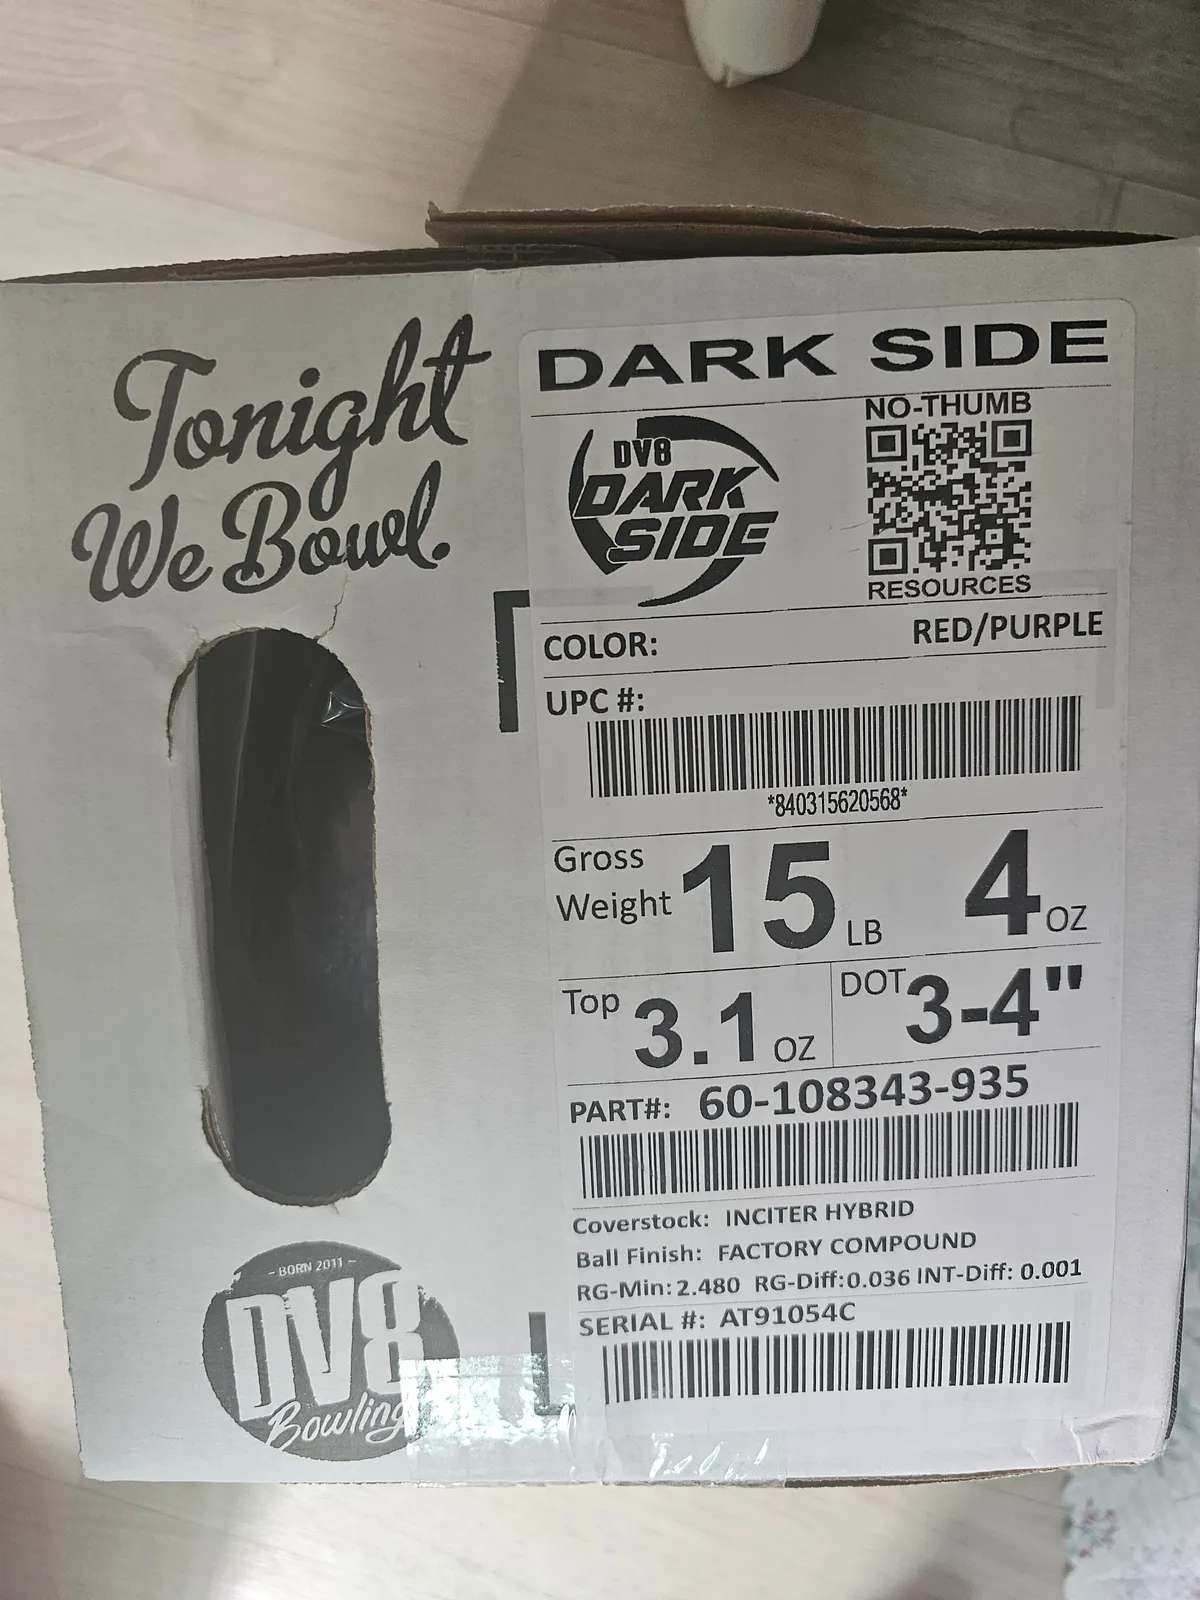 Tonight
We Bowl.
DARK SIDE
DV8
DARK
SIDE
NO-THUMB
RESOURCES
COLOR: RED/PURPLE
UPC #:
*840315620568*
Gross
Weight 15 LB 4 OZ
Top 3.1 OZ DOT 3-4"
PART#: 60-108343-935
Coverstock: INCITER HYBRID
Ball Finish: FACTORY COMPOUND
RG-Min: 2.480 RG-Diff: 0.036 INT-Diff: 0.001
SERIAL #: AT91054C
- BORN 2011 -
DV8
Bowling